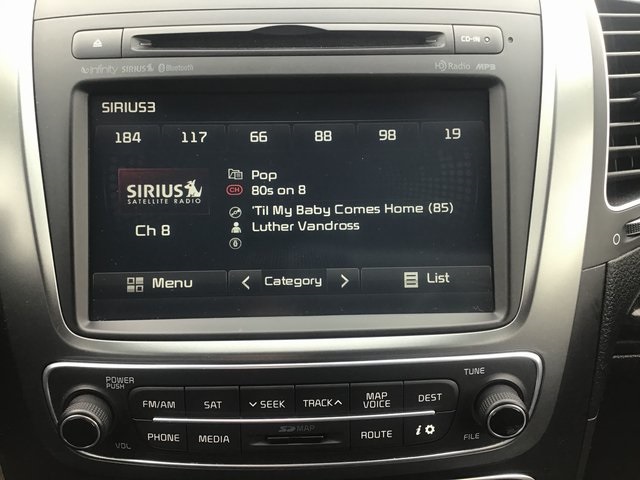 CD-IN
infinity SIRIUS Bluetooth HD Radio MP3
SIRIUS3
184 117 66 88 98 19
SIRIUS
SATELLITE RADIO
Ch 8
Pop
CH 80s on 8
'Til My Baby Comes Home (85)
Luther Vandross
Menu
Category
List
POWER
PUSH
VOL
FM/AM SAT SEEK TRACK MAP VOICE DEST
PHONE MEDIA SD MAP ROUTE i
TUNE
FILE